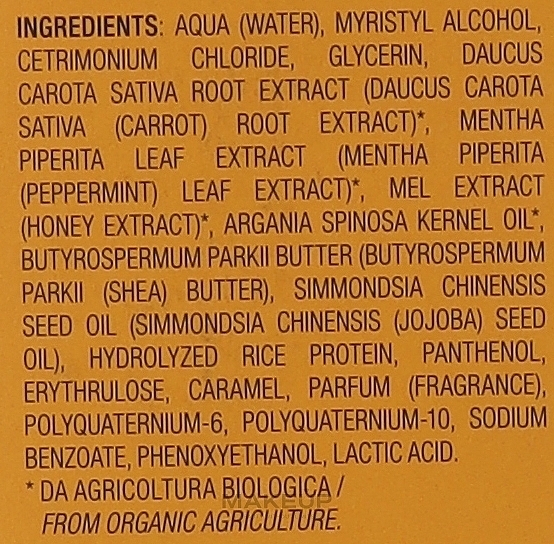 INGREDIENTS: AQUA (WATER), MYRISTYL ALCOHOL,
CETRIMONIUM CHLORIDE, GLYCERIN, DAUCUS
CAROTA SATIVA ROOT EXTRACT (DAUCUS CAROTA
SATIVA (CARROT) ROOT EXTRACT)*, MENTHA
PIPERITA LEAF EXTRACT (MENTHA PIPERITA
(PEPPERMINT) LEAF EXTRACT)*, MEL EXTRACT
(HONEY EXTRACT)*, ARGANIA SPINOSA KERNEL OIL*,
BUTYROSPERMUM PARKII BUTTER (BUTYROSPERMUM
PARKII (SHEA) BUTTER), SIMMONDSIA CHINENSIS
SEED OIL (SIMMONDSIA CHINENSIS (JOJOBA) SEED
OIL), HYDROLYZED RICE PROTEIN, PANTHENOL,
ERYTHRULOSE, CARAMEL, PARFUM (FRAGRANCE),
POLYQUATERNIUM-6, POLYQUATERNIUM-10, SODIUM
BENZOATE, PHENOXYETHANOL, LACTIC ACID.
* DA AGRICOLTURA BIOLOGICA /
MAKEUP
FROM ORGANIC AGRICULTURE.